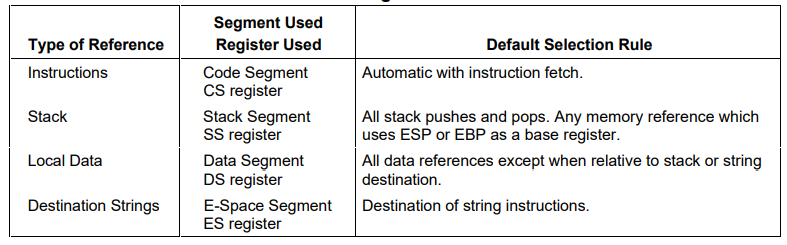 Segment Used
Type of Reference Register Used Default Selection Rule
Instructions Code Segment Automatic with instruction fetch.
CS register
Stack Stack Segment All stack pushes and pops. Any memory reference which
SS register uses ESP or EBP as a base register.
Local Data Data Segment All data references except when relative to stack or string
DS register destination.
Destination Strings E-Space Segment Destination of string instructions.
ES register